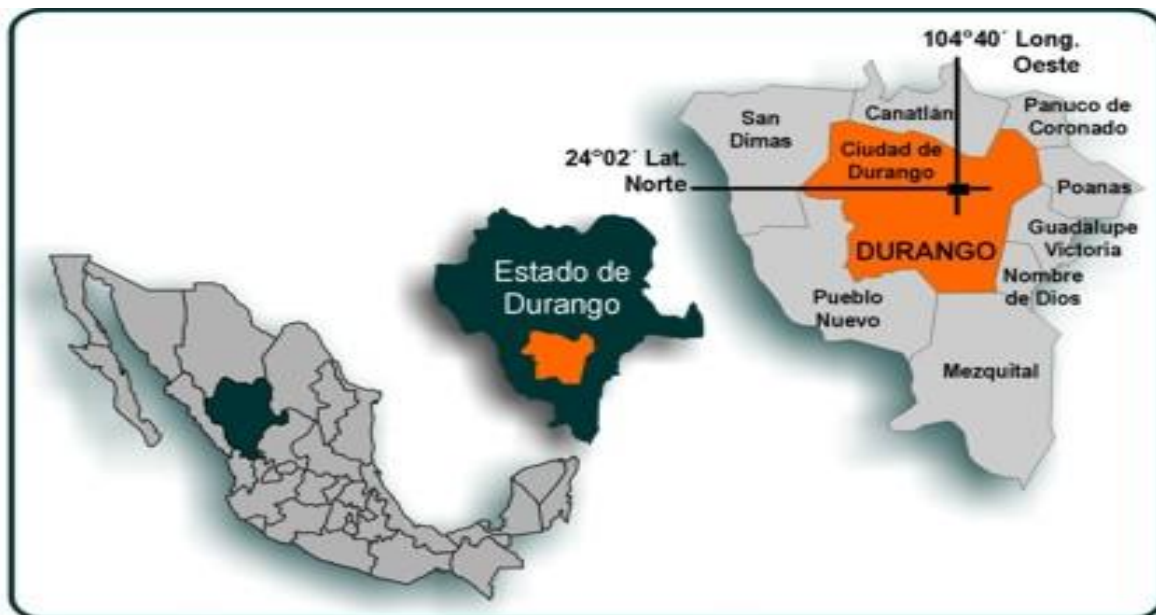 104°40´ Long.
Oeste
Canatlán
San
Dimas
Panuco de
Coronado
24°02´ Lat.
Norte
Ciudad de
Durango
Poanas
Guadalupe
Victoria
DURANGO
Nombre
de Dios
Estado de
Durango
Pueblo
Nuevo
Mezquital